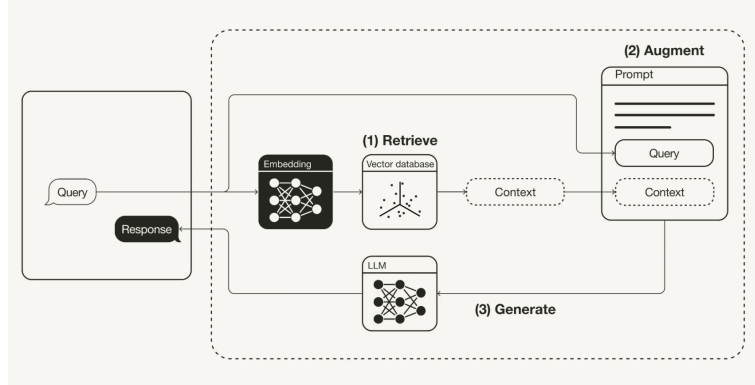 (2) Augment
Prompt
(1) Retrieve
Embedding
Vector database
Query
Query
Context
Context
Response
LLM
(3) Generate